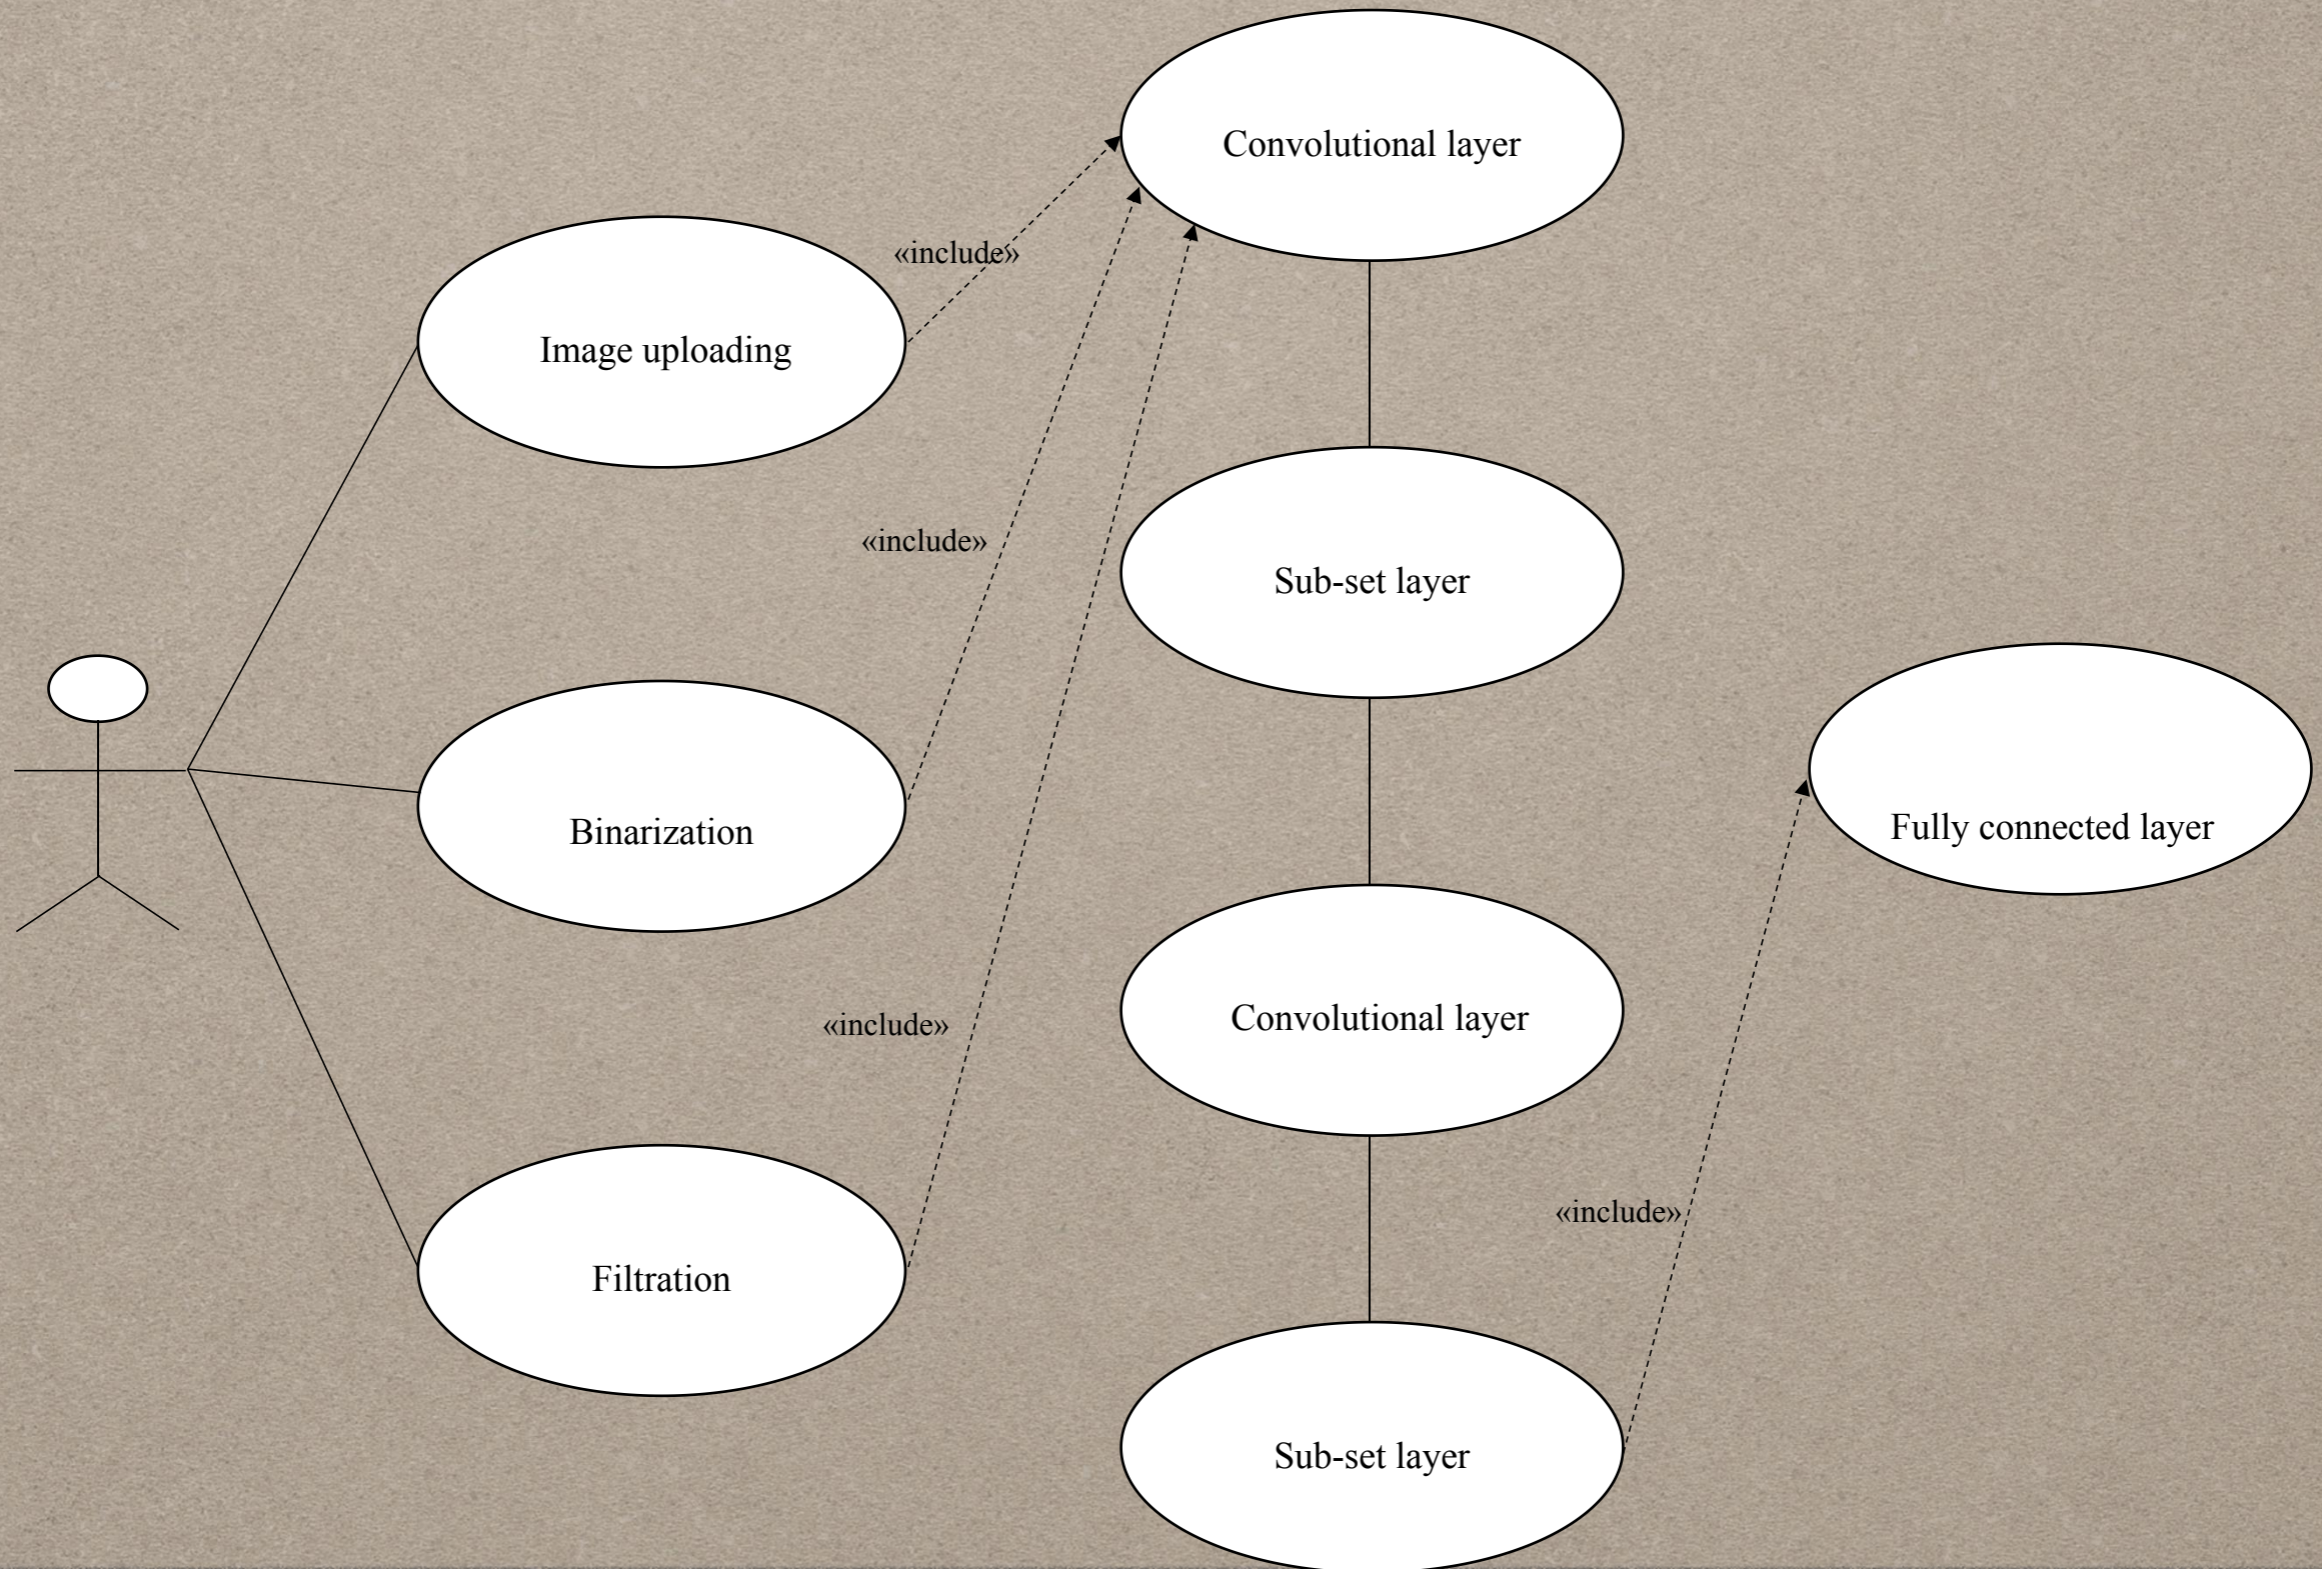 Convolutional layer
«include»
Image uploading
«include»
Sub-set layer
Binarization
Fully connected layer
«include»
Convolutional layer
«include»
Filtration
Sub-set layer